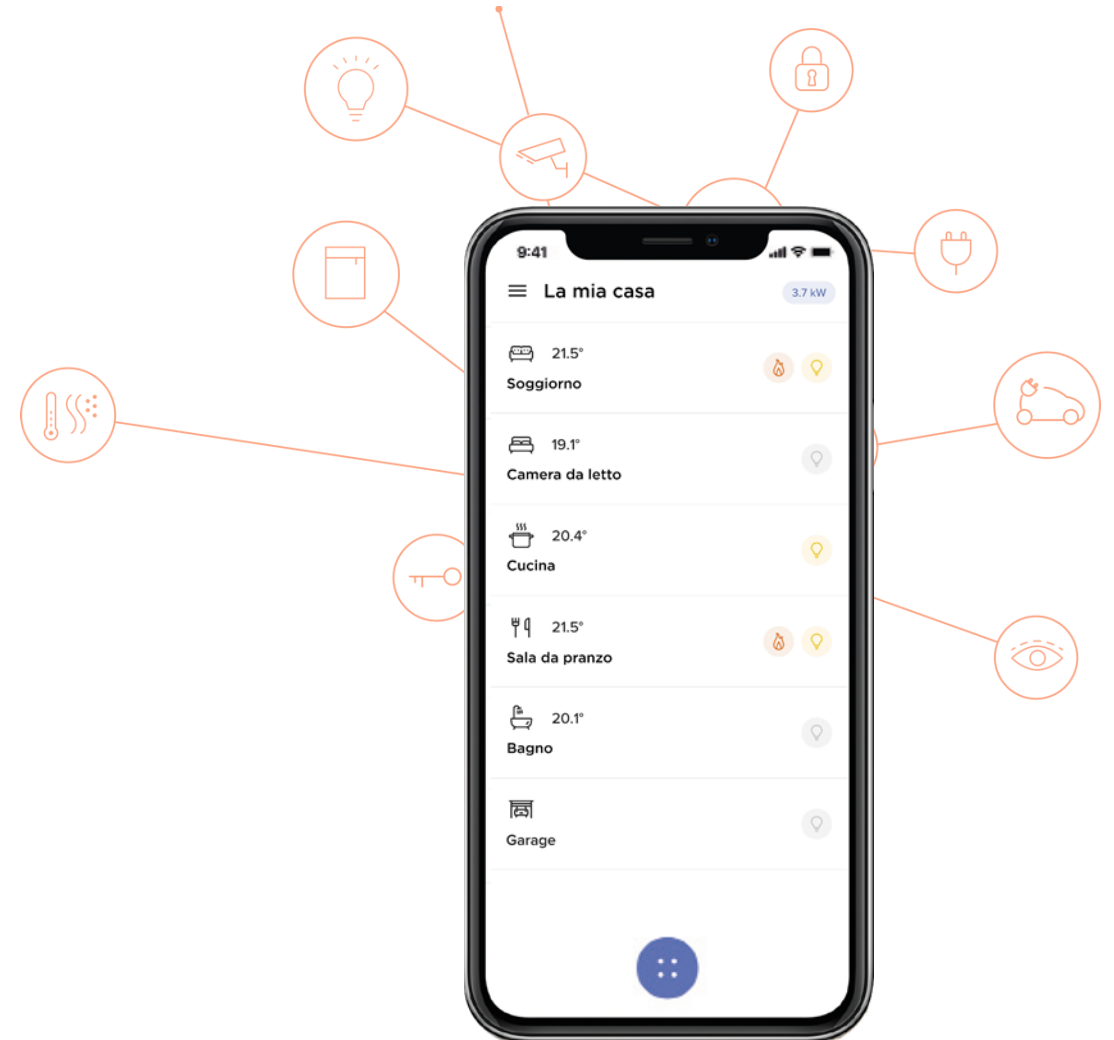 9:41
La mia casa
3.7 kW
21.5°
Soggiorno
19.1°
Camera da letto
20.4°
Cucina
21.5°
Sala da pranzo
20.1°
Bagno
Garage